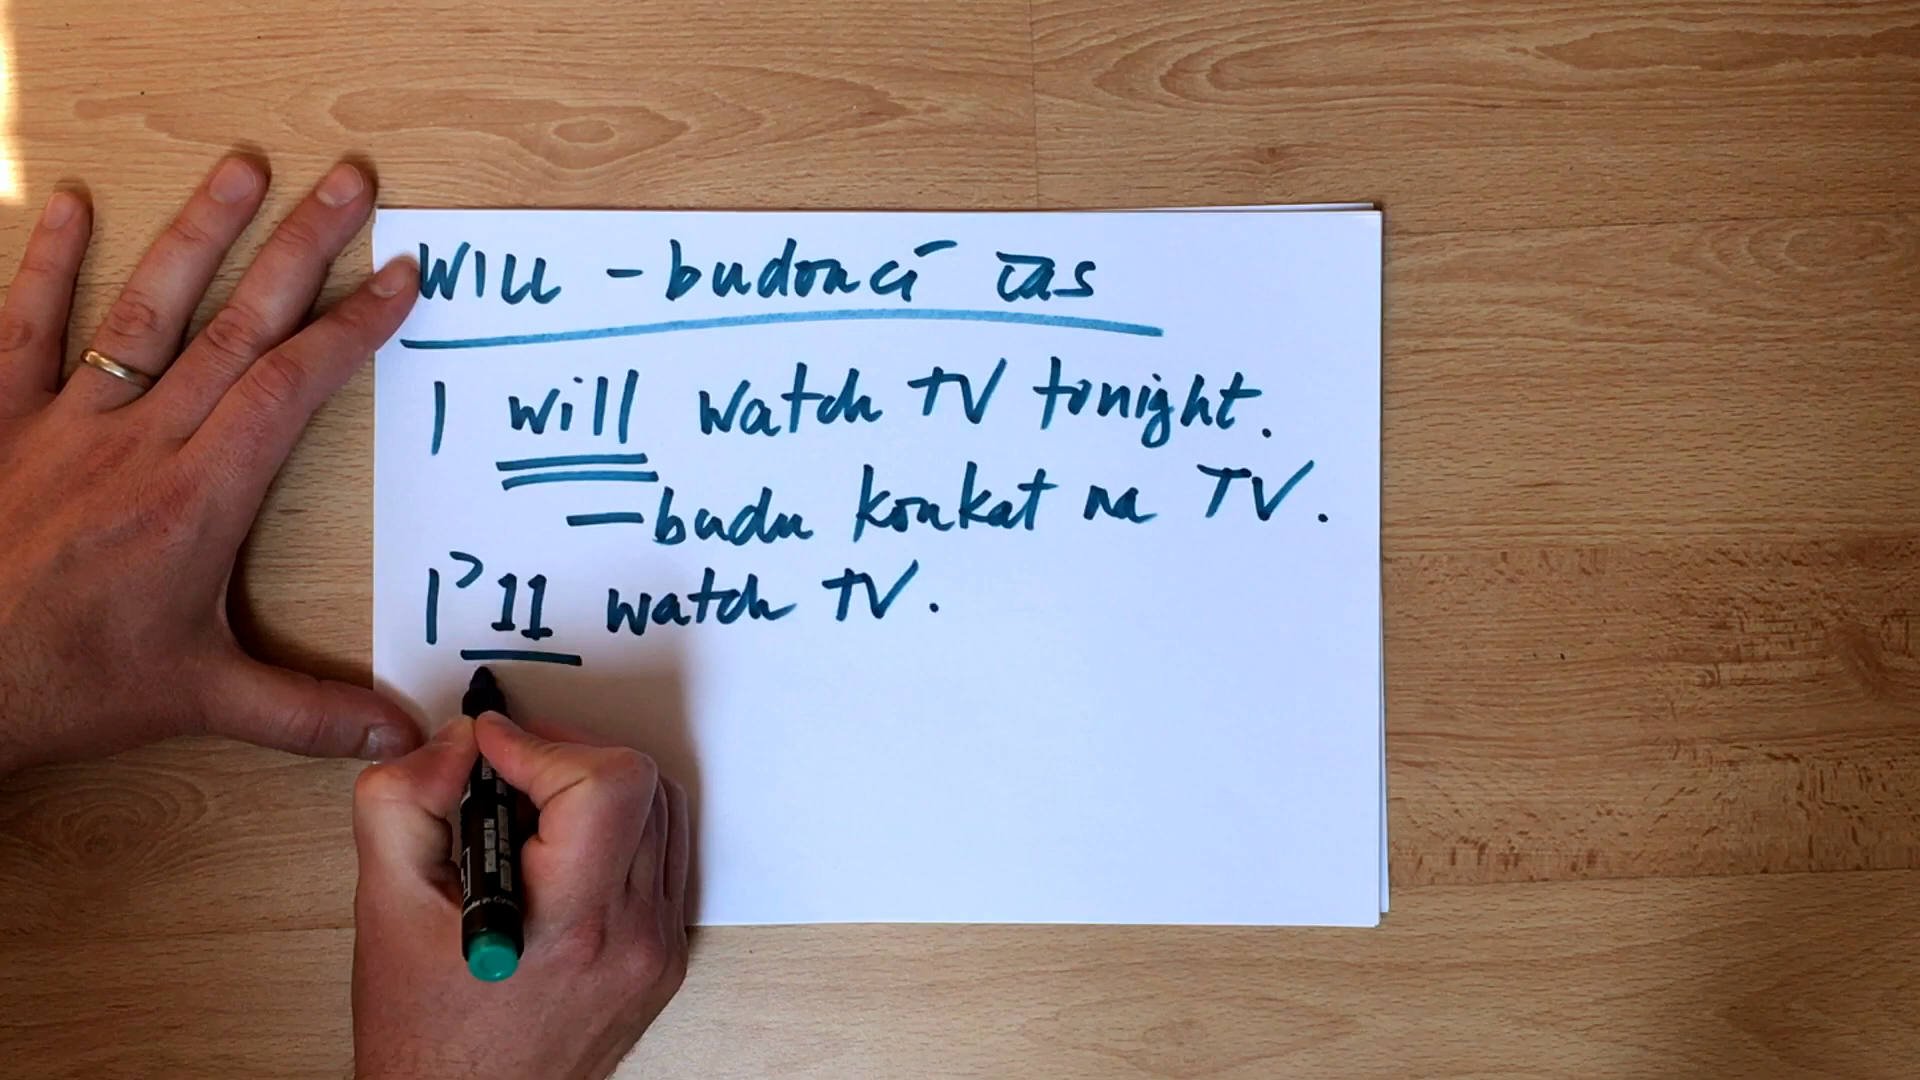 WILL - budoucí čas
I will watch TV tonight.
- budu koukat na TV.
I'll watch TV.